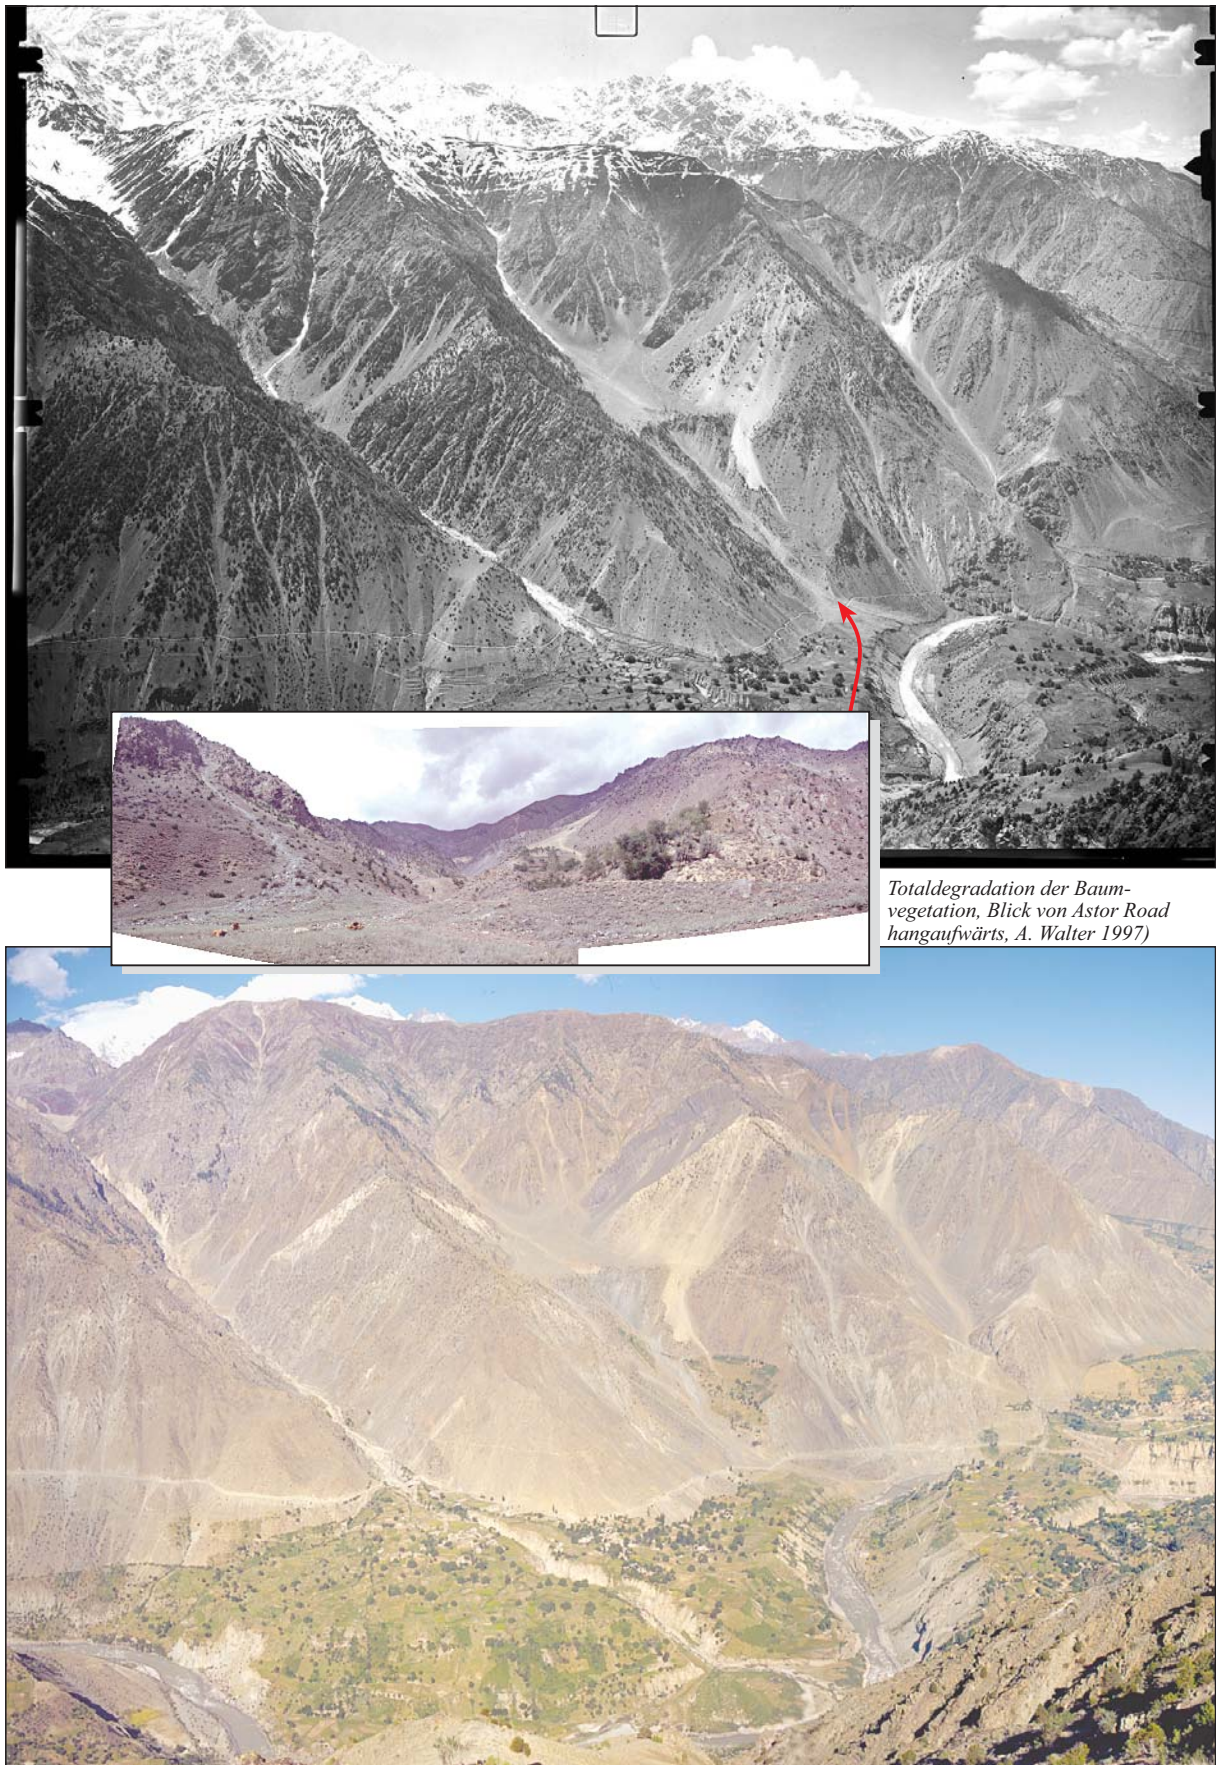 Totaldegradation der Baum-
vegetation, Blick von Astor Road
hangaufwärts, A. Walter 1997)